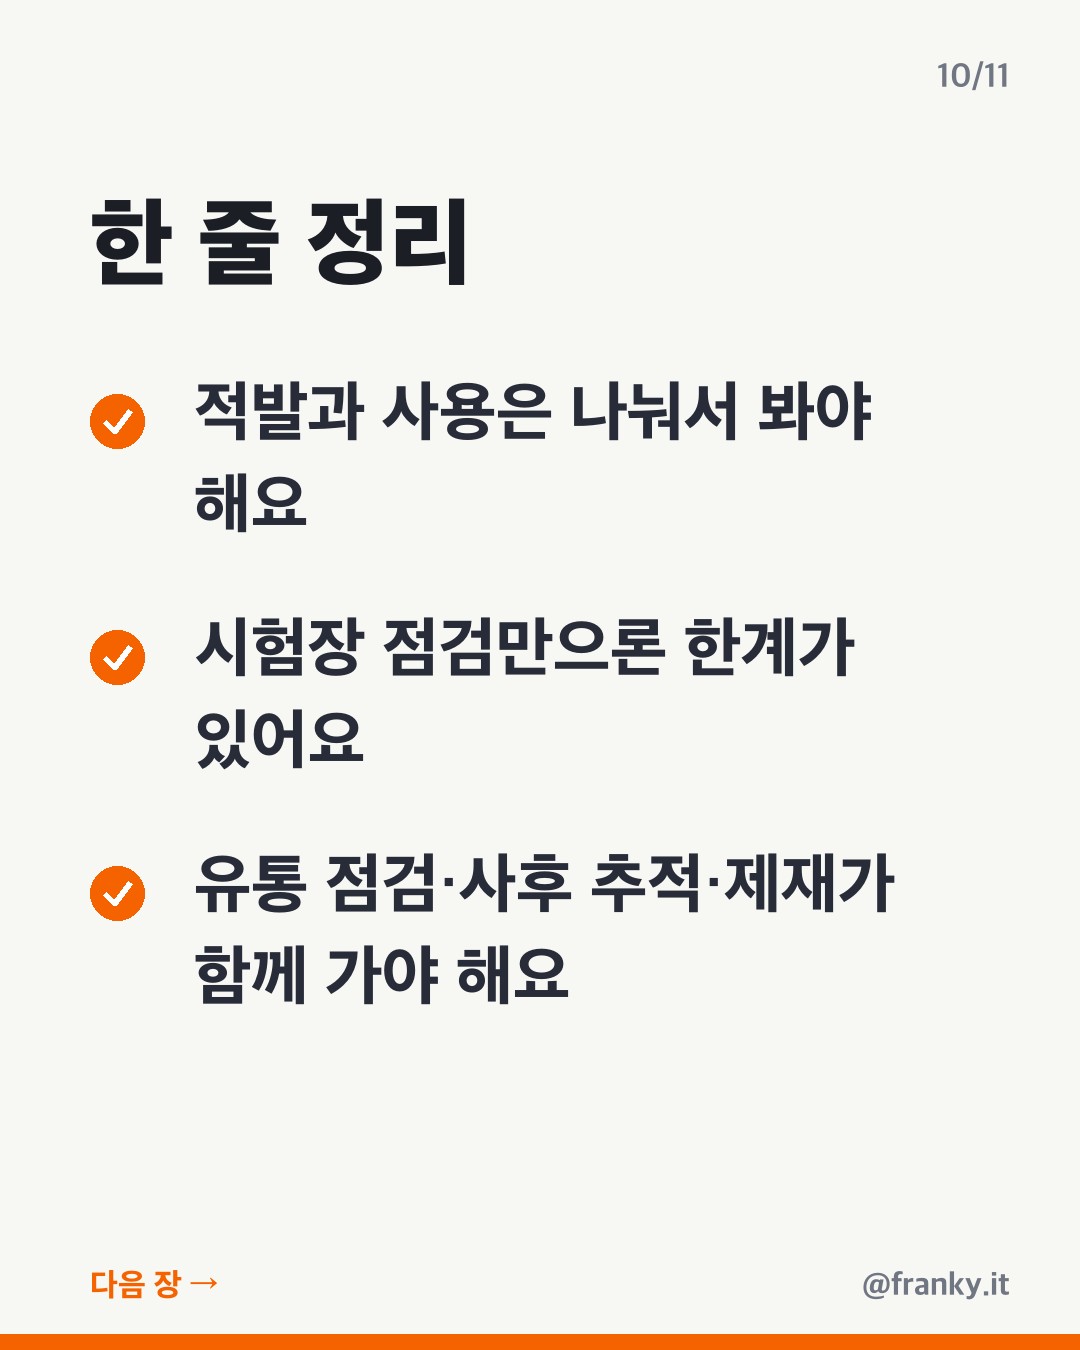 10/11
한 줄 정리
적발과 사용은 나눠서 봐야
해요
시험장 점검만으론 한계가
있어요
유통 점검·사후 추적·제재가
함께 가야 해요
다음 장 →
@franky.it